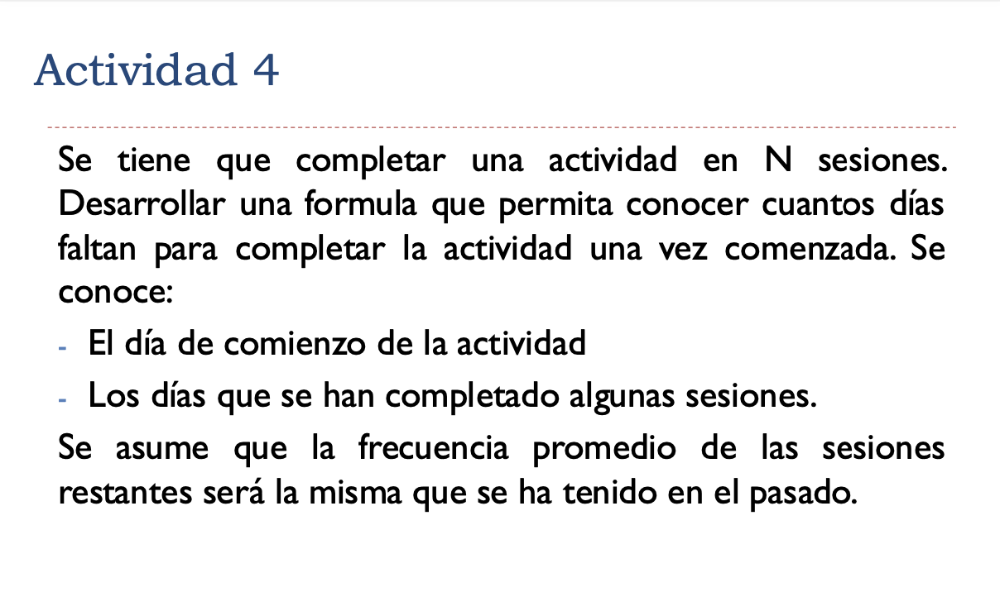 Actividad 4
Se tiene que completar una actividad en N sesiones.
Desarrollar una formula que permita conocer cuantos días
faltan para completar la actividad una vez comenzada. Se
conoce:
- El día de comienzo de la actividad
- Los días que se han completado algunas sesiones.
Se asume que la frecuencia promedio de las sesiones
restantes será la misma que se ha tenido en el pasado.